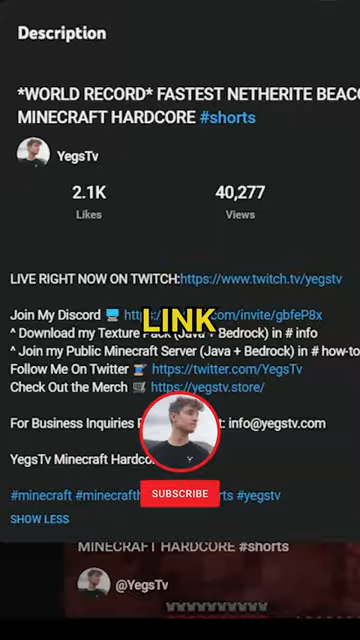 Description
*WORLD RECORD* FASTEST NETHERITE BEAC
MINECRAFT HARDCORE #shorts
YegsTv
2.1K 40,277
Likes Views
LIVE RIGHT NOW ON TWITCH:https://www.twitch.tv/yegstv
Join My Discord com/invite/gbfeP8x
LINK
^ Download my Texture Pack (Java + Bedrock) in # info
^ Join my Public Minecraft Server (Java + Bedrock) in # how-to
Follow Me On Twitter https://twitter.com/YegsTv
Check Out the Merch https://yegstv.store/
For Business Inquiries info@yegstv.com
YegsTv Minecraft Hardco
#minecraft #minecrafth rts #yegstv
SUBSCRIBE
SHOW LESS
MINECRAFT HARDCORE #shorts
@YegsTv